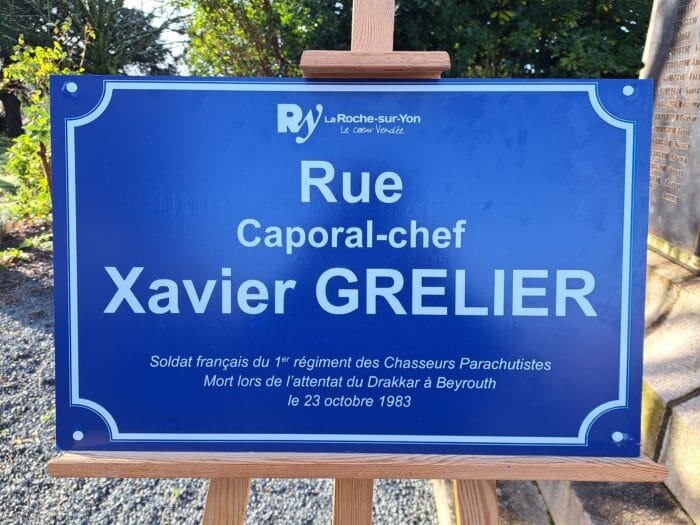 Ry La Roche-sur-Yon
Le cœur Vendée
Rue
Caporal-chef
Xavier GRELIER
Soldat français du 1er régiment des Chasseurs Parachutistes
Mort lors de l'attentat du Drakkar à Beyrouth
le 23 octobre 1983